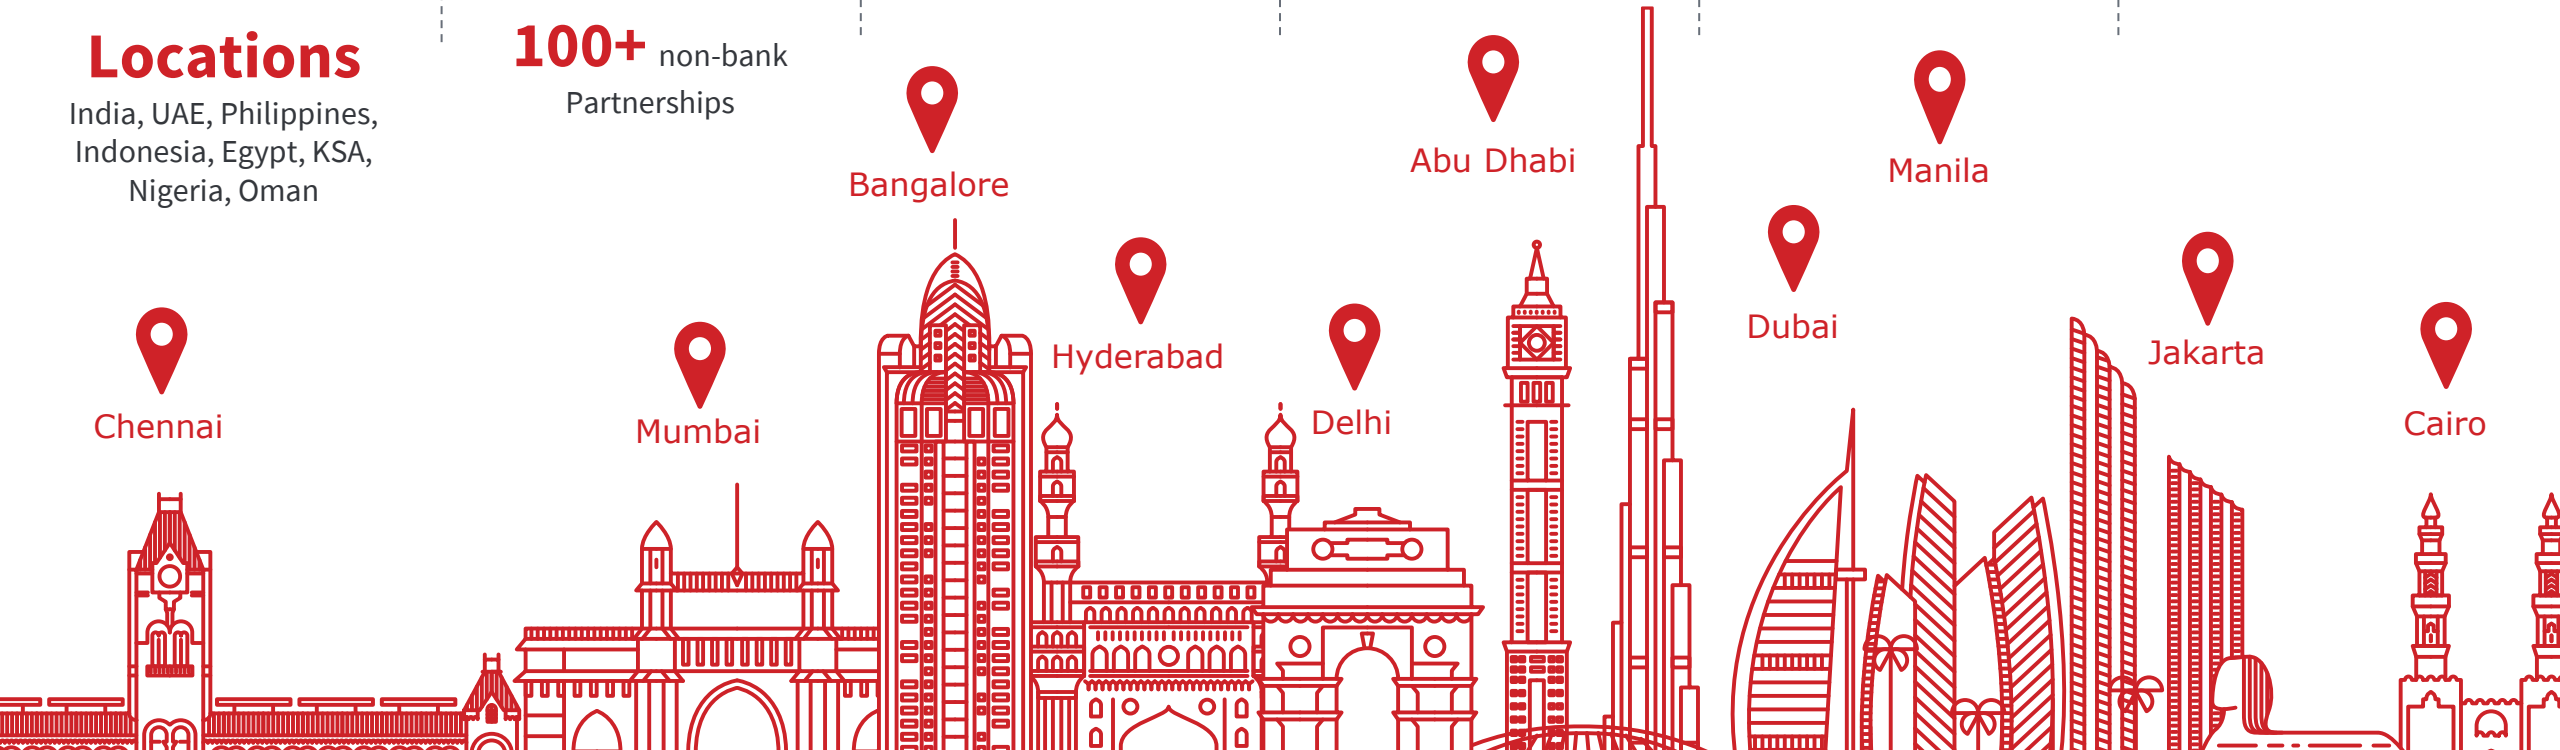 Locations
India, UAE, Philippines,
Indonesia, Egypt, KSA,
Nigeria, Oman
100+ non-bank
Partnerships
Bangalore
Abu Dhabi
Manila
Hyderabad
Dubai
Jakarta
Chennai
Mumbai
Delhi
Cairo